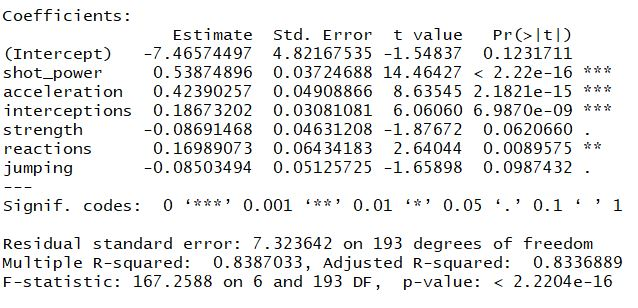 Coefficients:
Estimate Std. Error t value Pr(>|t|)
(Intercept) -7.46574497 4.82167535 -1.54837 0.1231711
shot_power 0.53874896 0.03724688 14.46427 < 2.22e-16 ***
acceleration 0.42390257 0.04908866 8.63545 2.1821e-15 ***
interceptions 0.18673202 0.03081081 6.06060 6.9870e-09 ***
strength -0.08691468 0.04631208 -1.87672 0.0620660 .
reactions 0.16989073 0.06434183 2.64044 0.0089575 **
jumping -0.08503494 0.05125725 -1.65898 0.0987432 .
---
Signif. codes: 0 ‘***’ 0.001 ‘**’ 0.01 ‘*’ 0.05 ‘.’ 0.1 ‘ ’ 1
Residual standard error: 7.323642 on 193 degrees of freedom
Multiple R-squared: 0.8387033, Adjusted R-squared: 0.8336889
F-statistic: 167.2588 on 6 and 193 DF, p-value: < 2.2204e-16